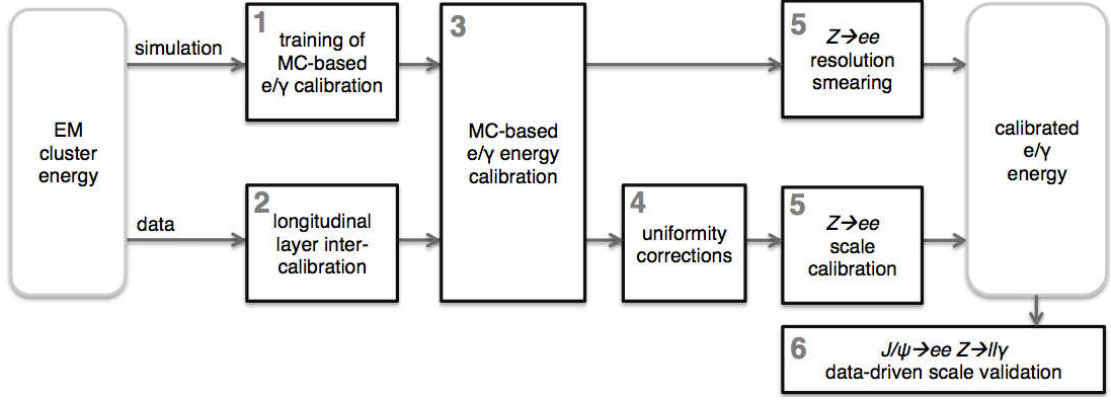 EM
cluster
energy
simulation
data
1
training of
MC-based
e/γ calibration
2
longitudinal
layer inter-
calibration
3
MC-based
e/γ energy
calibration
4
uniformity
corrections
5
Z→ee
resolution
smearing
5
Z→ee
scale
calibration
calibrated
e/γ
energy
6
J/ψ→ee Z→llγ
data-driven scale validation